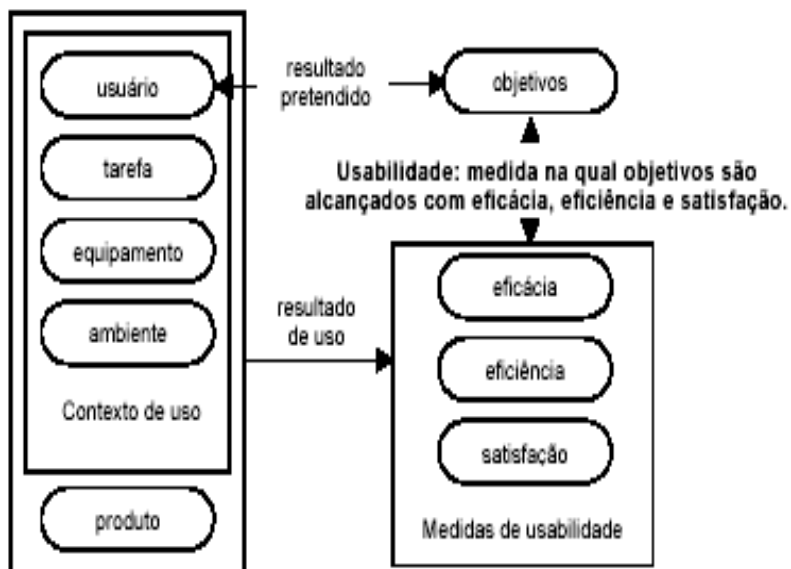 usuário
tarefa
equipamento
ambiente
Contexto de uso
produto
resultado
pretendido
objetivos
Usabilidade: medida na qual objetivos são
alcançados com eficácia, eficiência e satisfação.
resultado
de uso
eficácia
eficiência
satisfação
Medidas de usabilidade